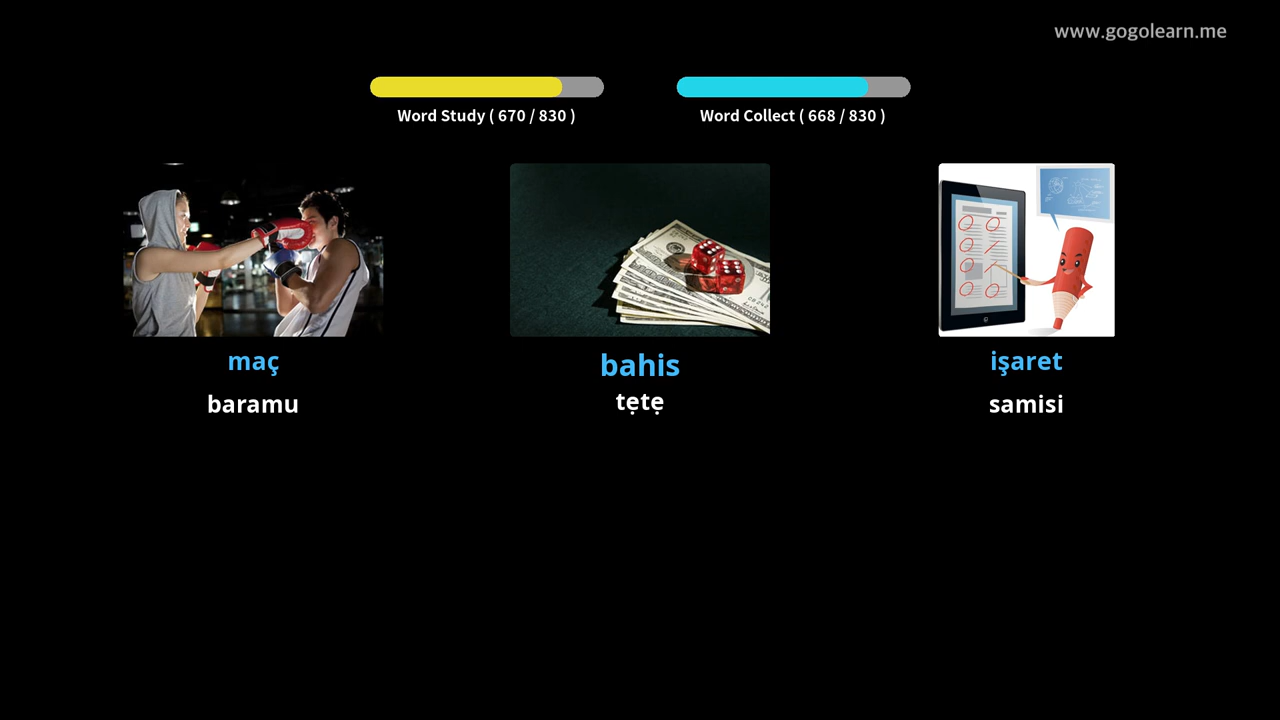 www.gogolearn.me
Word Study ( 670 / 830 )
Word Collect ( 668 / 830 )
maç
bahis
işaret
baramu
tẹtẹ
samisi